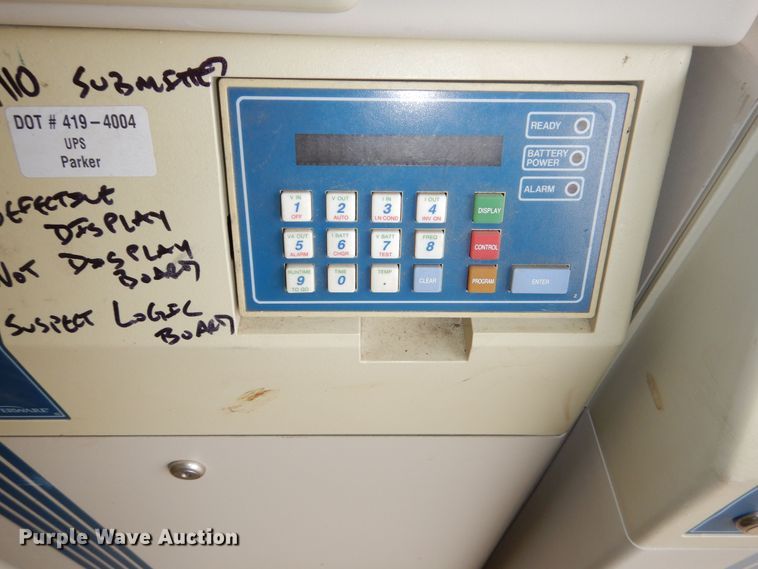 110 SUBMITTED
DOT # 419-4004
UPS
Parker
DEFECTIVE
DISPLAY
NOT DISPLAY
BOARD
SUSPECT LOGIC
BOARD
READY
BATTERY
POWER
ALARM
V IN
1
OFF
V OUT
2
AUTO
I IN
3
LN COND
I OUT
4
INV ON
DISPLAY
VA OUT
5
ALARM
I BATT
6
CHGR
V BATT
7
TEST
FREQ
8
CONTROL
RUNTIME
9
TO GO
TIME
0
TEMP
.
CLEAR
PROGRAM
ENTER
Purple Wave Auction